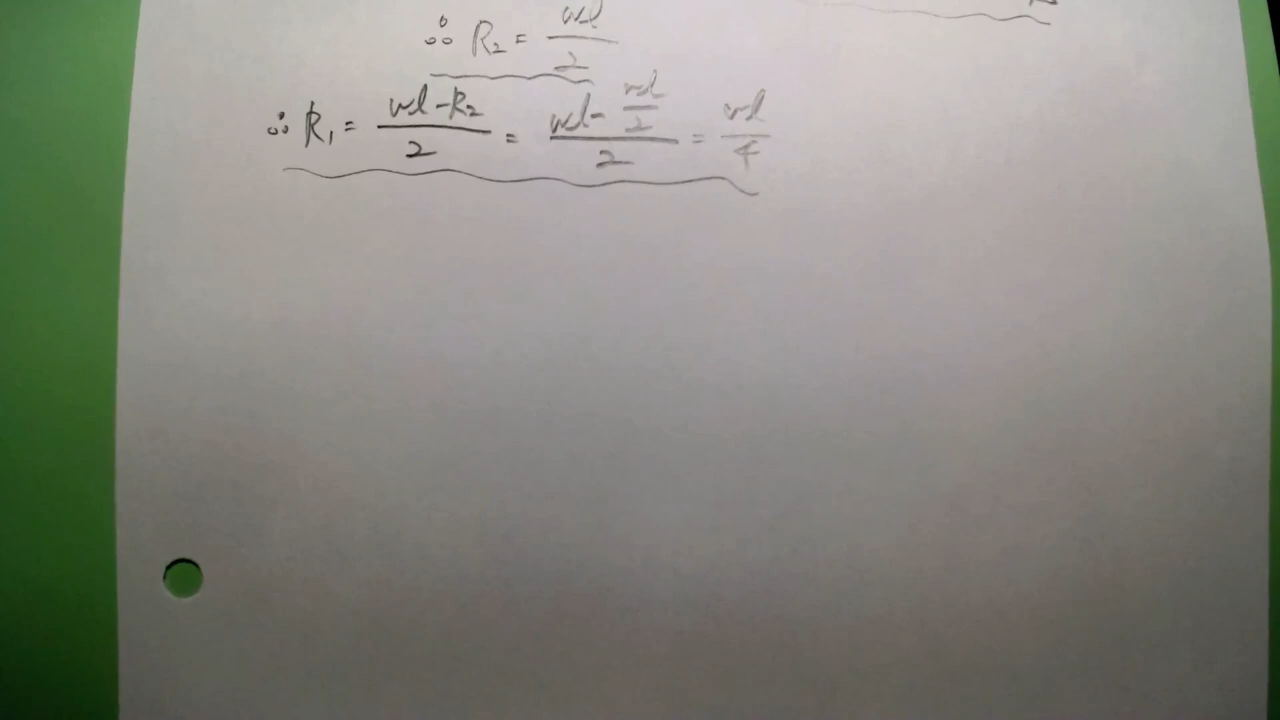 ∴ R₂ = wl/2
∴ R₁ = (wl-R₂)/2 = (wl- wl/2)/2 = wl/4